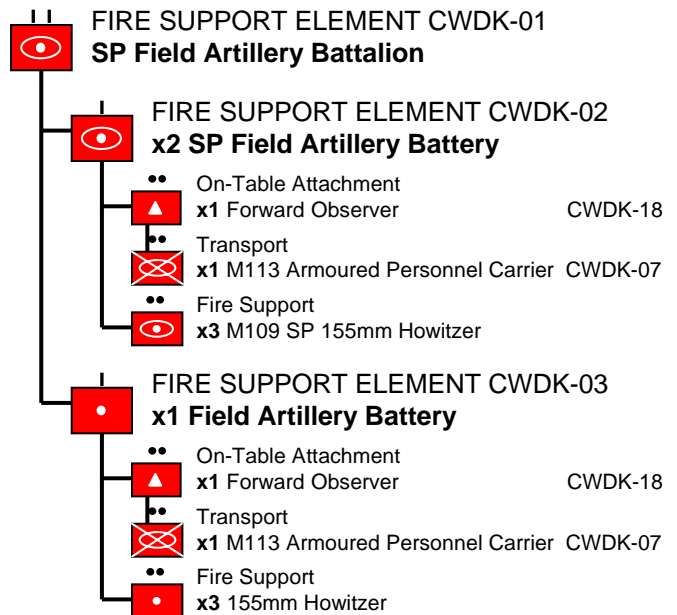 FIRE SUPPORT ELEMENT CWDK-01
SP Field Artillery Battalion
FIRE SUPPORT ELEMENT CWDK-02
x2 SP Field Artillery Battery
On-Table Attachment
x1 Forward Observer CWDK-18
Transport
x1 M113 Armoured Personnel Carrier CWDK-07
Fire Support
x3 M109 SP 155mm Howitzer
FIRE SUPPORT ELEMENT CWDK-03
x1 Field Artillery Battery
On-Table Attachment
x1 Forward Observer CWDK-18
Transport
x1 M113 Armoured Personnel Carrier CWDK-07
Fire Support
x3 155mm Howitzer